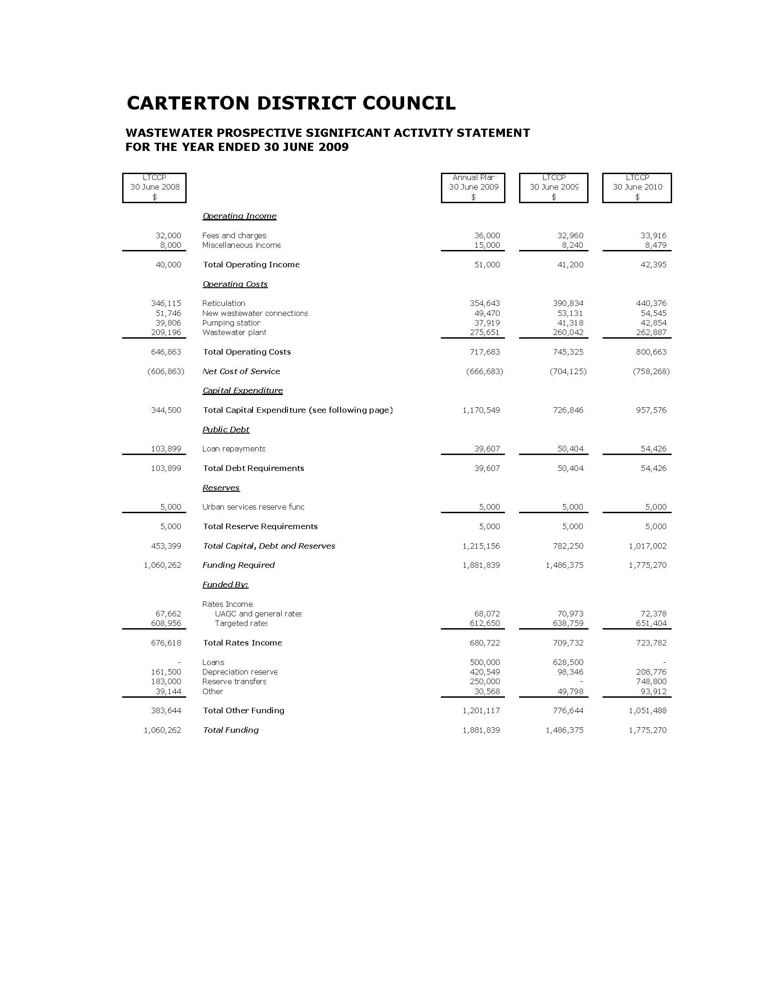 CARTERTON DISTRICT COUNCIL
WASTEWATER PROSPECTIVE SIGNIFICANT ACTIVITY STATEMENT
FOR THE YEAR ENDED 30 JUNE 2009
LTCCP Annual Plan LTCCP LTCCP
30 June 2008 30 June 2009 30 June 2009 30 June 2010
$ $ $ $
Operating Income
32,000 Fees and charges 36,000 32,960 33,916
8,000 Miscellaneous income 15,000 8,240 8,479
40,000 Total Operating Income 51,000 41,200 42,395
Operating Costs
346,115 Reticulation 354,643 390,834 440,376
51,746 New wastewater connections 49,470 53,131 54,545
39,806 Pumping station 37,919 41,318 42,854
209,196 Wastewater plant 275,651 260,042 262,887
646,863 Total Operating Costs 717,683 745,325 800,663
(606,863) Net Cost of Service (666,683) (704,125) (758,268)
Capital Expenditure
344,500 Total Capital Expenditure (see following page) 1,170,549 726,846 957,576
Public Debt
103,899 Loan repayments 39,607 50,404 54,426
103,899 Total Debt Requirements 39,607 50,404 54,426
Reserves
5,000 Urban services reserve fund 5,000 5,000 5,000
5,000 Total Reserve Requirements 5,000 5,000 5,000
453,399 Total Capital, Debt and Reserves 1,215,156 782,250 1,017,002
1,060,262 Funding Required 1,881,839 1,486,375 1,775,270
Funded By:
Rates Income
67,662 UAGC and general rates 68,072 70,973 72,378
608,956 Targeted rates 612,650 638,759 651,404
676,618 Total Rates Income 680,722 709,732 723,782
- Loans 500,000 628,500 -
161,500 Depreciation reserve 420,549 98,346 208,776
183,000 Reserve transfers 250,000 - 748,800
39,144 Other 30,568 49,798 93,912
383,644 Total Other Funding 1,201,117 776,644 1,051,488
1,060,262 Total Funding 1,881,839 1,486,375 1,775,270